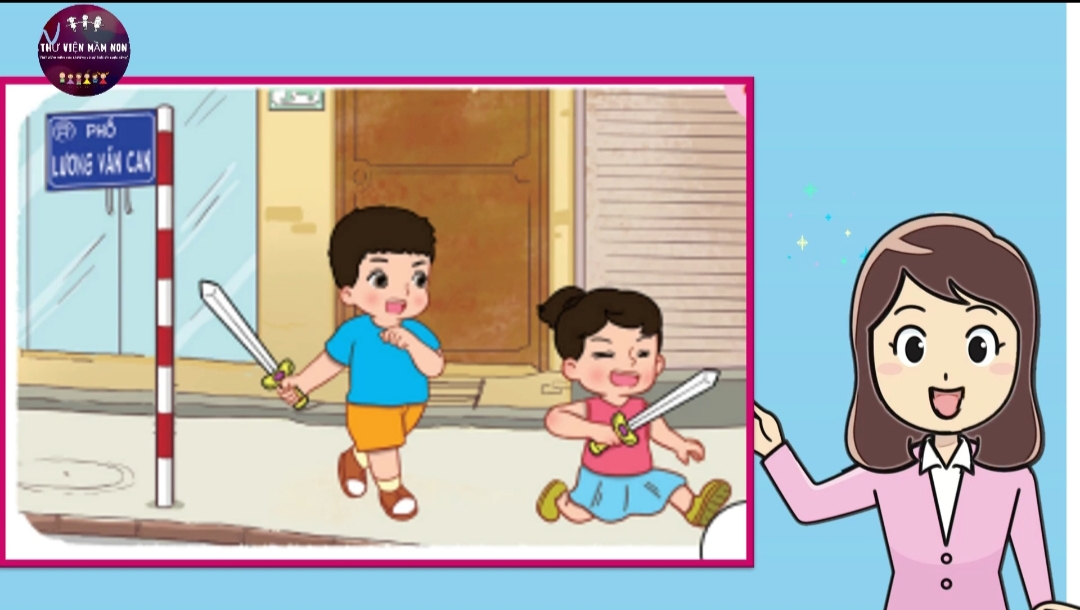 THƯ VIỆN MẦM NON
PHỐ
LƯƠNG VĂN CAN